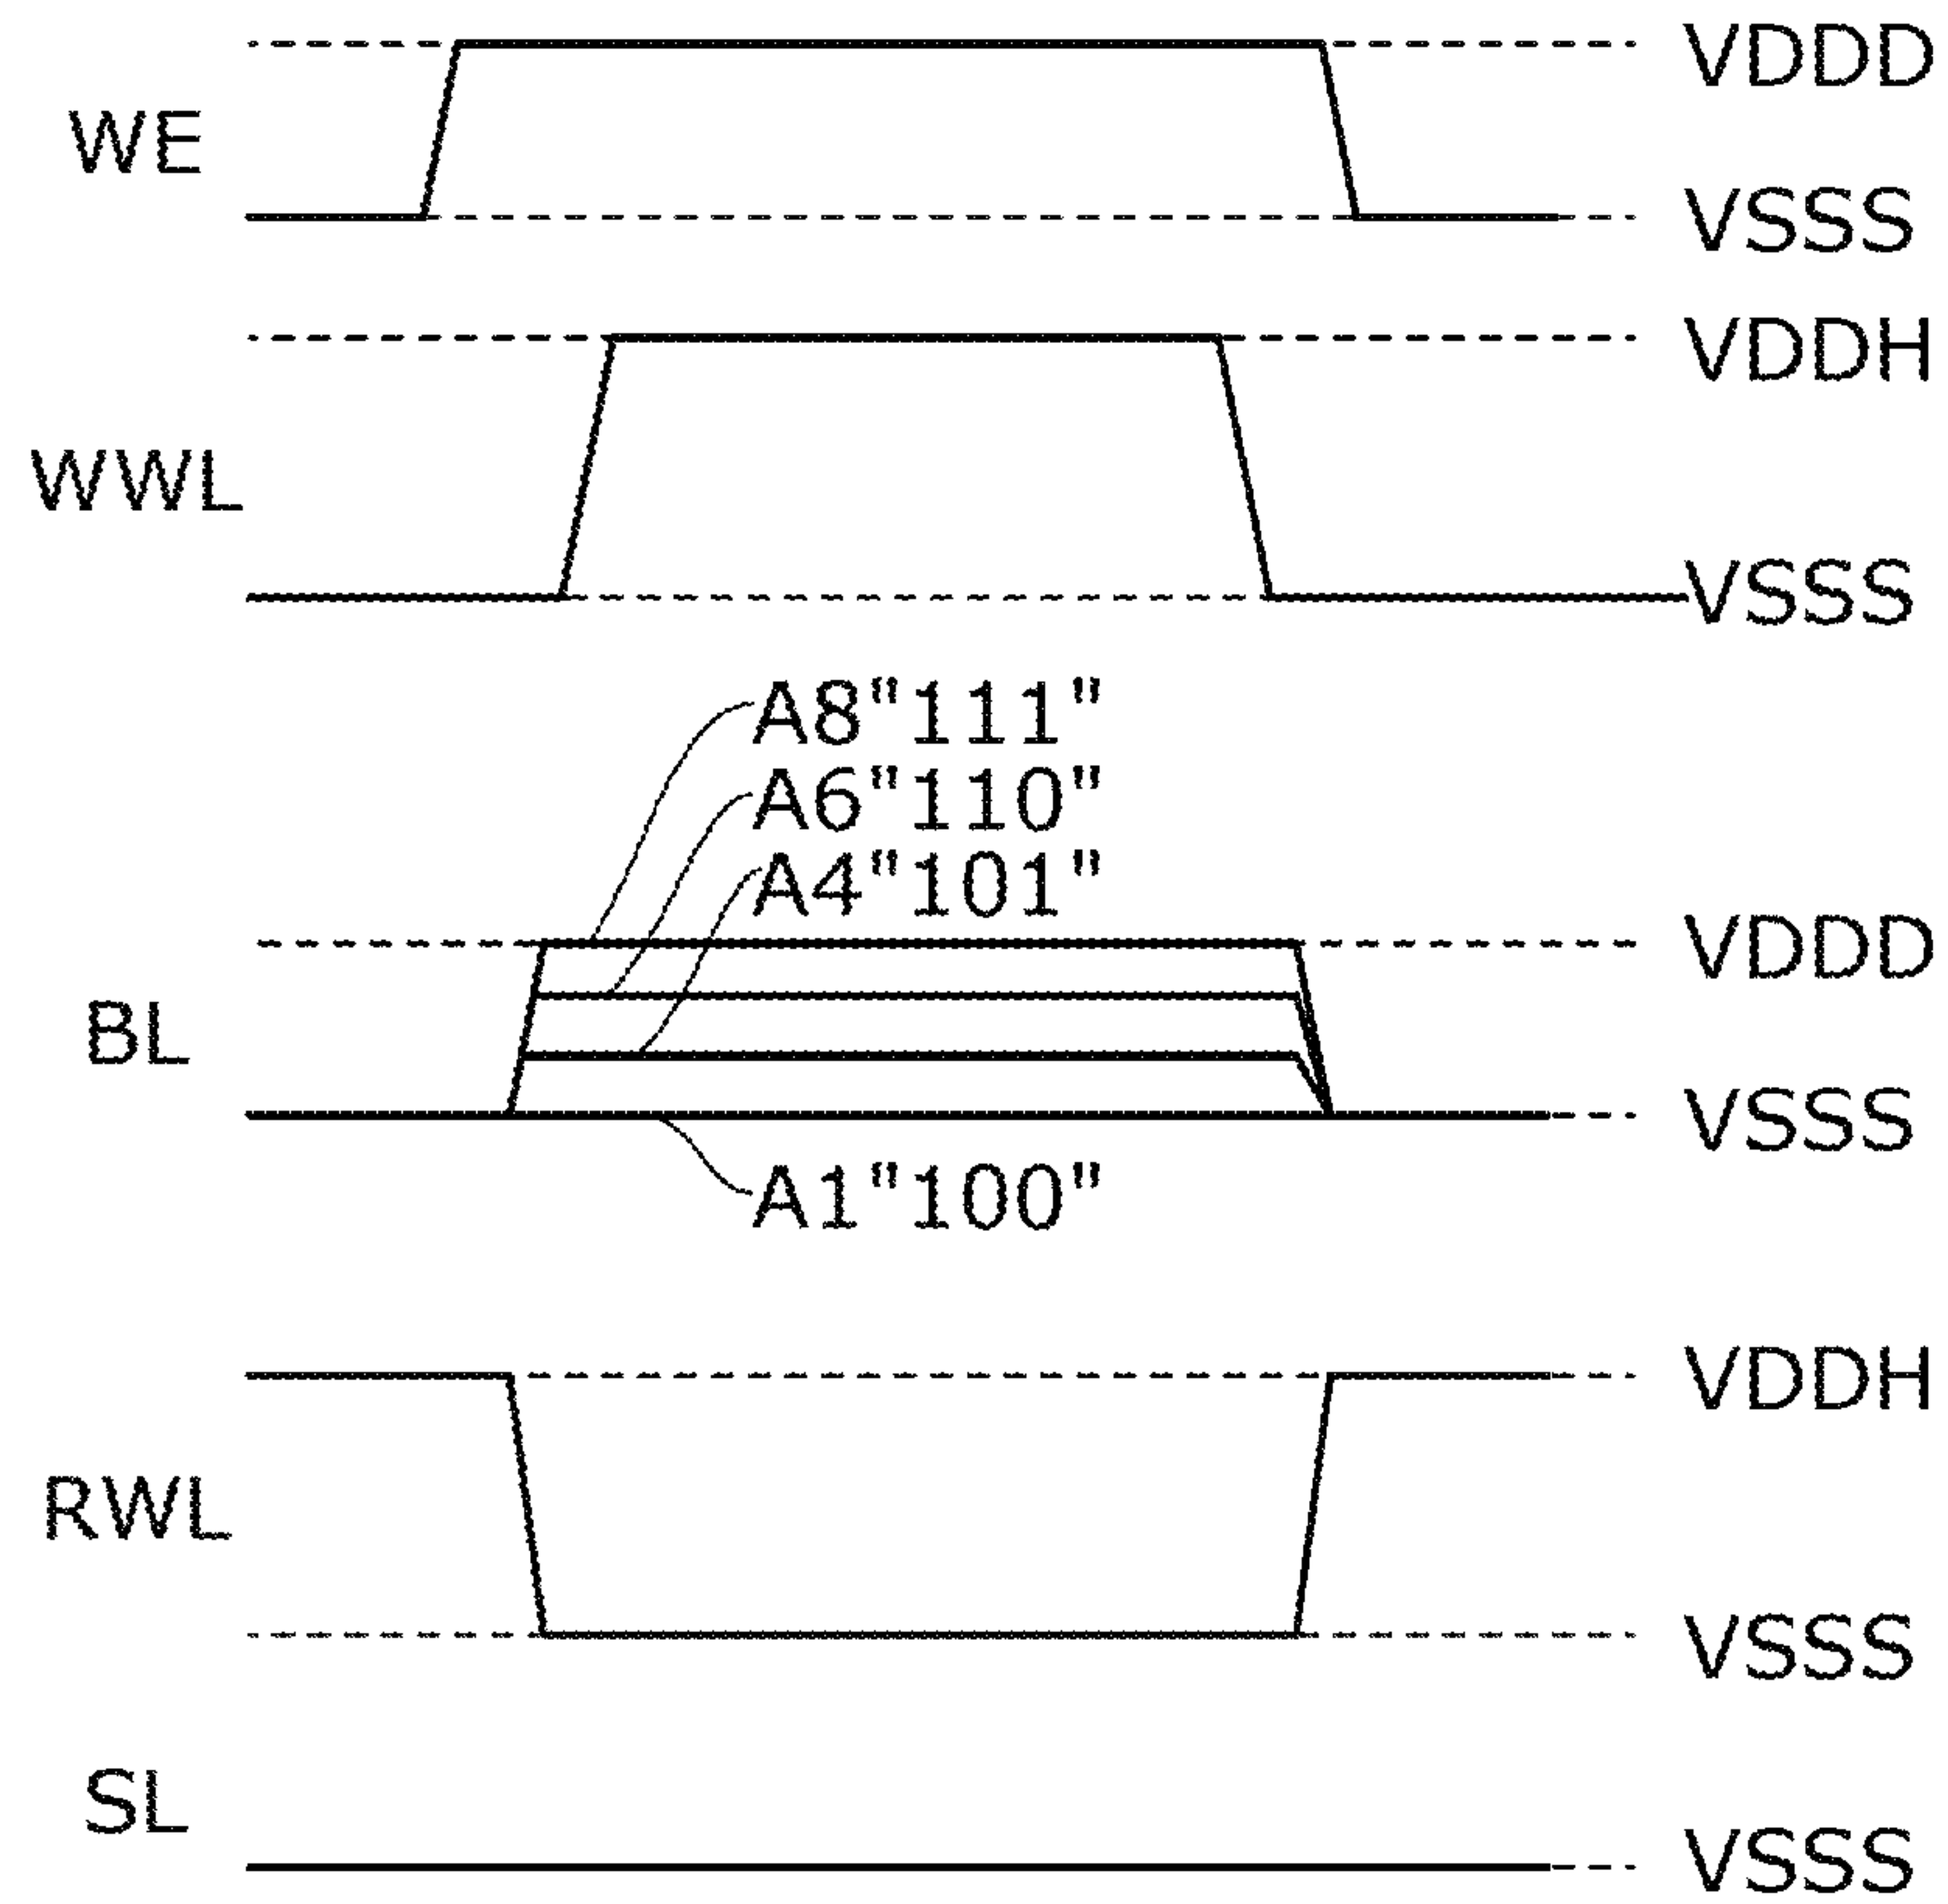 VDDD
WE
VSSS
VDDH
WWL
VSSS
A8"111"
A6"110"
A4"101"
VDDD
BL
VSSS
A1"100"
VDDH
RWL
VSSS
SL
VSSS